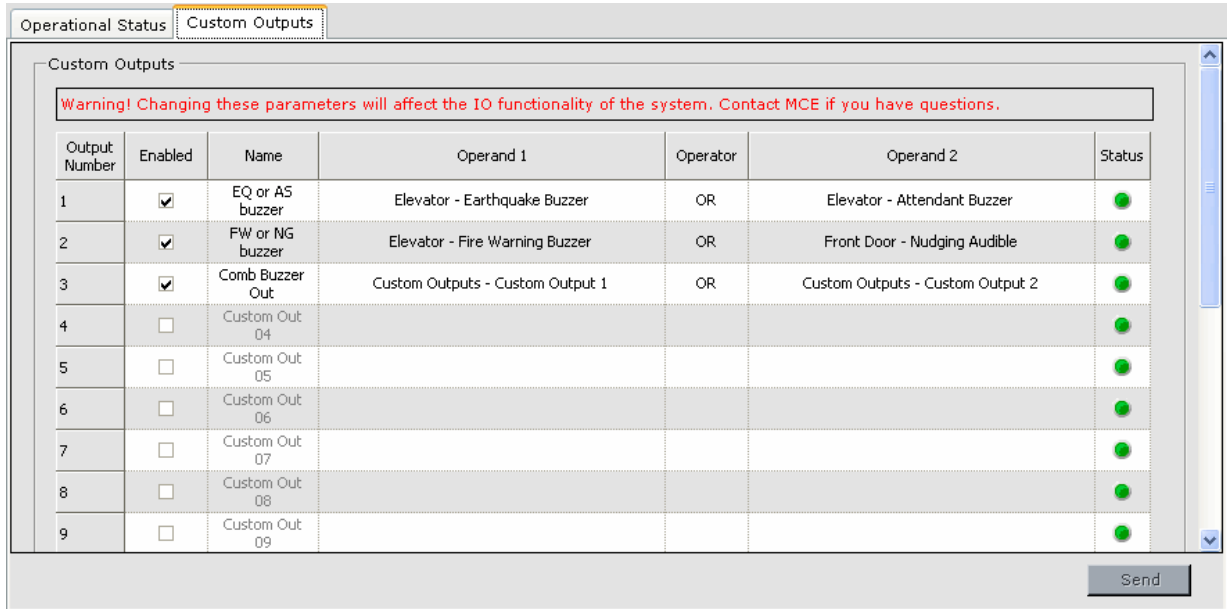 Operational Status
Custom Outputs
Custom Outputs
Warning! Changing these parameters will affect the IO functionality of the system. Contact MCE if you have questions.
Output Number Enabled Name Operand 1 Operator Operand 2 Status
1 EQ or AS buzzer Elevator - Earthquake Buzzer OR Elevator - Attendant Buzzer
2 FW or NG buzzer Elevator - Fire Warning Buzzer OR Front Door - Nudging Audible
3 Comb Buzzer Out Custom Outputs - Custom Output 1 OR Custom Outputs - Custom Output 2
4 Custom Out 04
5 Custom Out 05
6 Custom Out 06
7 Custom Out 07
8 Custom Out 08
9 Custom Out 09
Send